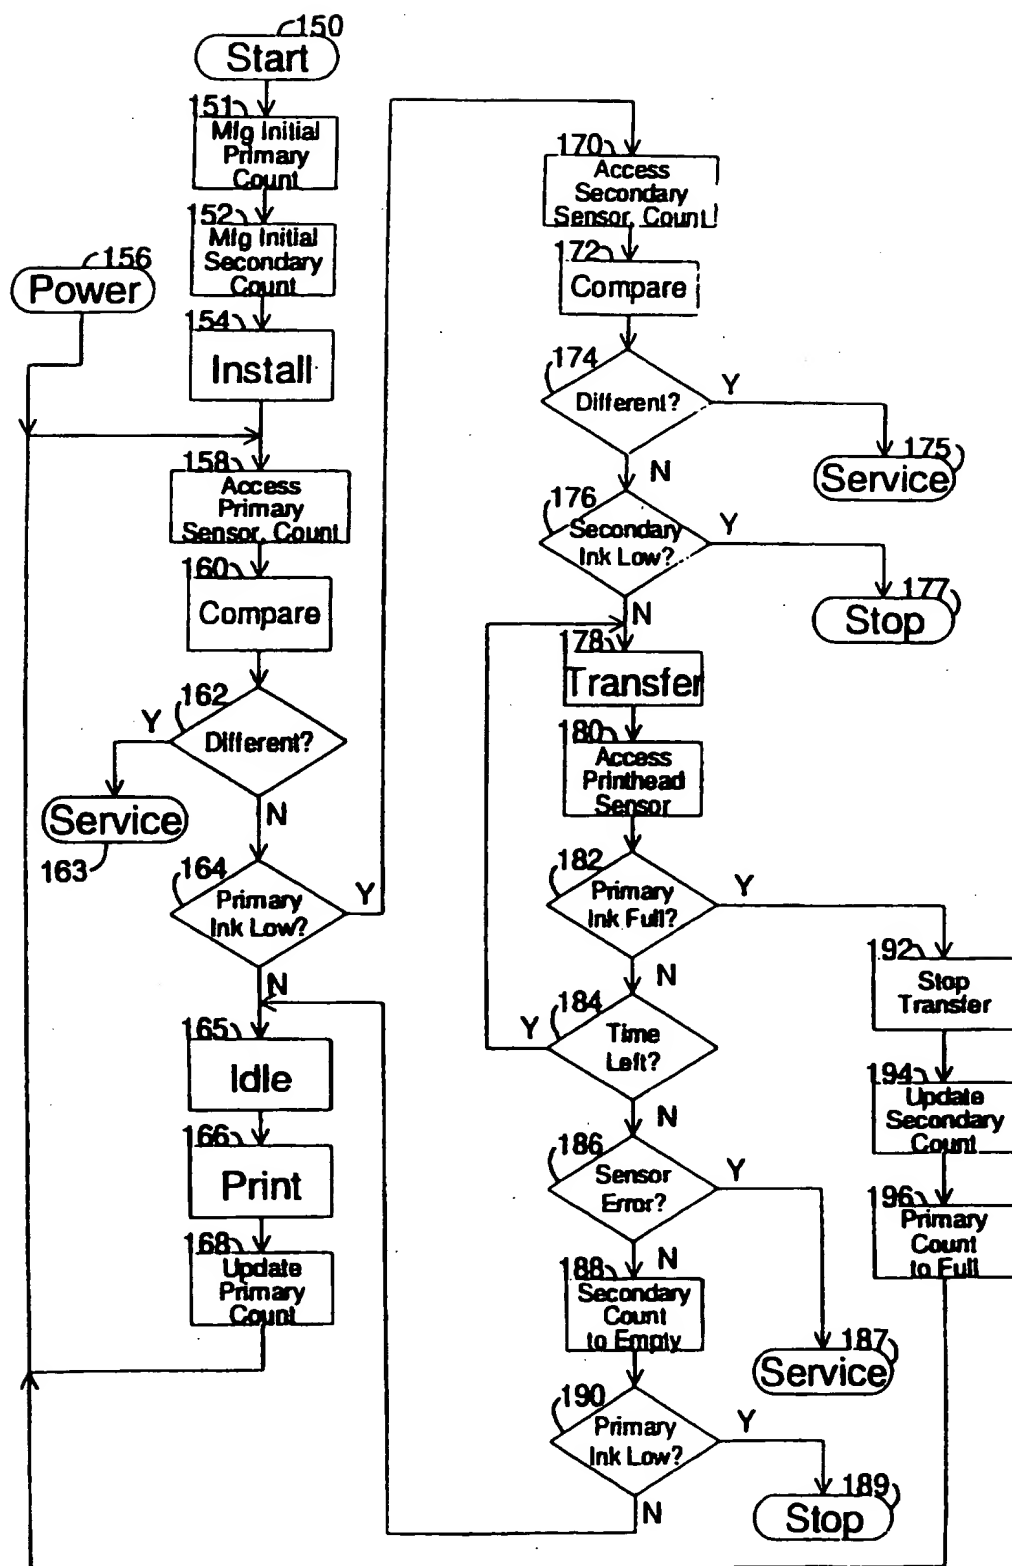 150
Start
151
Mfg Initial
Primary
Count
152
Mfg Initial
Secondary
Count
156
Power
154
Install
158
Access
Primary
Sensor, Count
160
Compare
162
Y
Different?
N
Service
163
164
Primary
Ink Low?
Y
N
165
Idle
166
Print
168
Update
Primary
Count
170
Access
Secondary
Sensor, Count
172
Compare
174
Different?
Y
175
Service
N
176
Secondary
Ink Low?
Y
177
Stop
N
178
Transfer
180
Access
Printhead
Sensor
182
Primary
Ink Full?
Y
N
184
Time
Left?
Y
N
186
Sensor
Error?
Y
187
Service
N
188
Secondary
Count
to Empty
190
Primary
Ink Low?
Y
189
Stop
N
192
Stop
Transfer
194
Update
Secondary
Count
196
Primary
Count
to Full